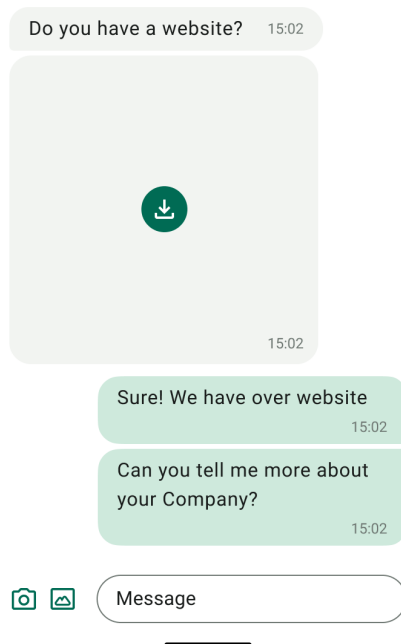 Do you have a website?
15:02
15:02
Sure! We have over website
15:02
Can you tell me more about
your Company?
15:02
Message